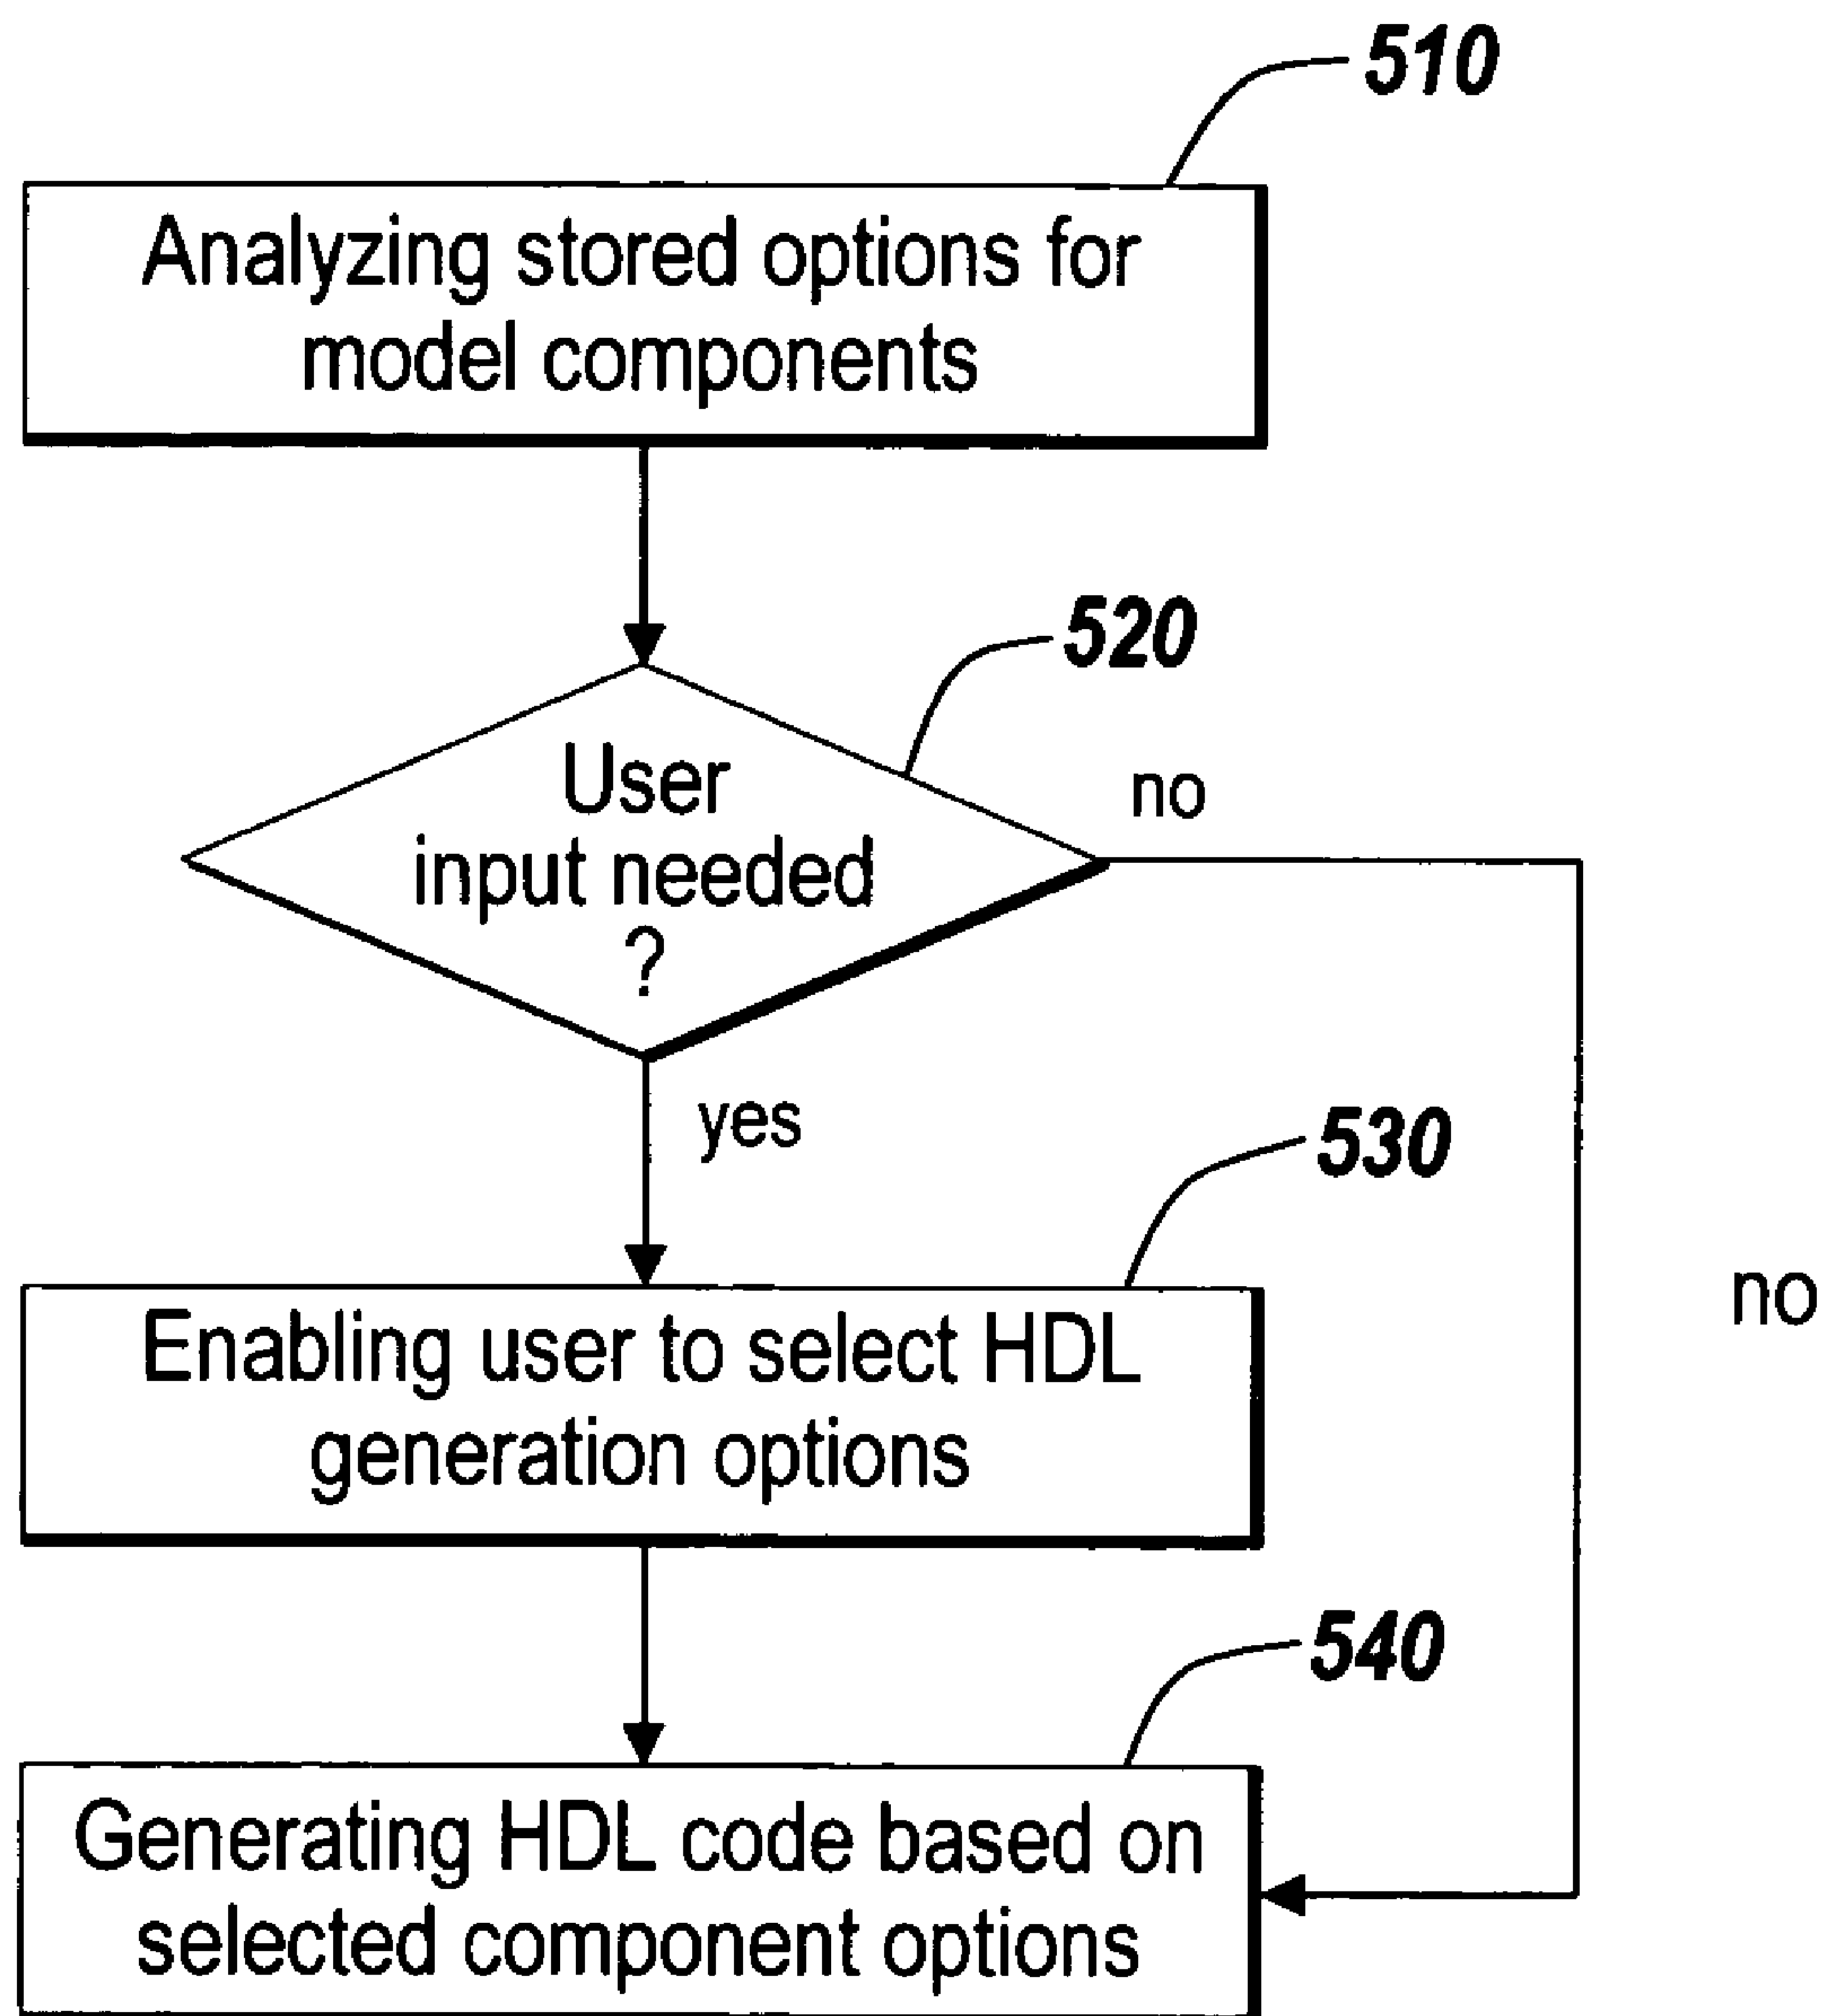 510
Analyzing stored options for
model components
520
User
input needed
?
no
yes
530
no
Enabling user to select HDL
generation options
540
Generating HDL code based on
selected component options